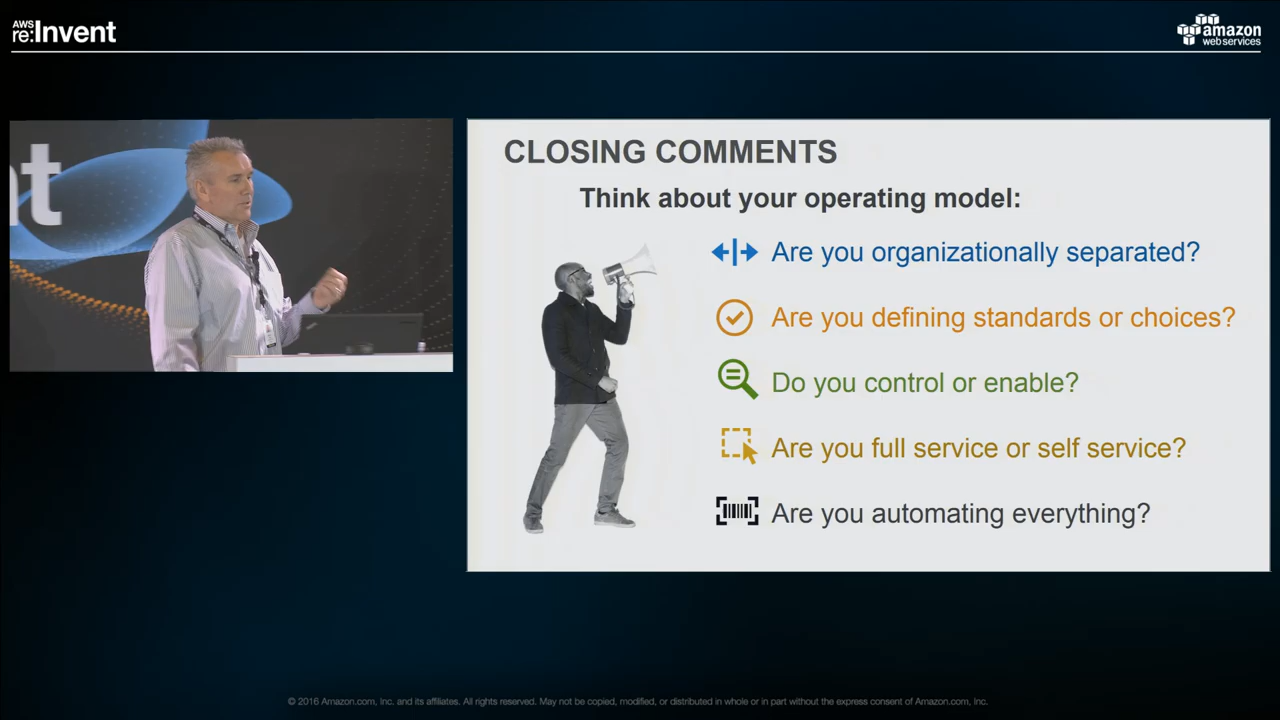 AWS
re:Invent
amazon
web services
nt
CLOSING COMMENTS
Think about your operating model:
Are you organizationally separated?
Are you defining standards or choices?
Do you control or enable?
Are you full service or self service?
Are you automating everything?
© 2016 Amazon.com, Inc. and its affiliates. All rights reserved. May not be copied, modified, or distributed in whole or in part without the express consent of Amazon.com, Inc.